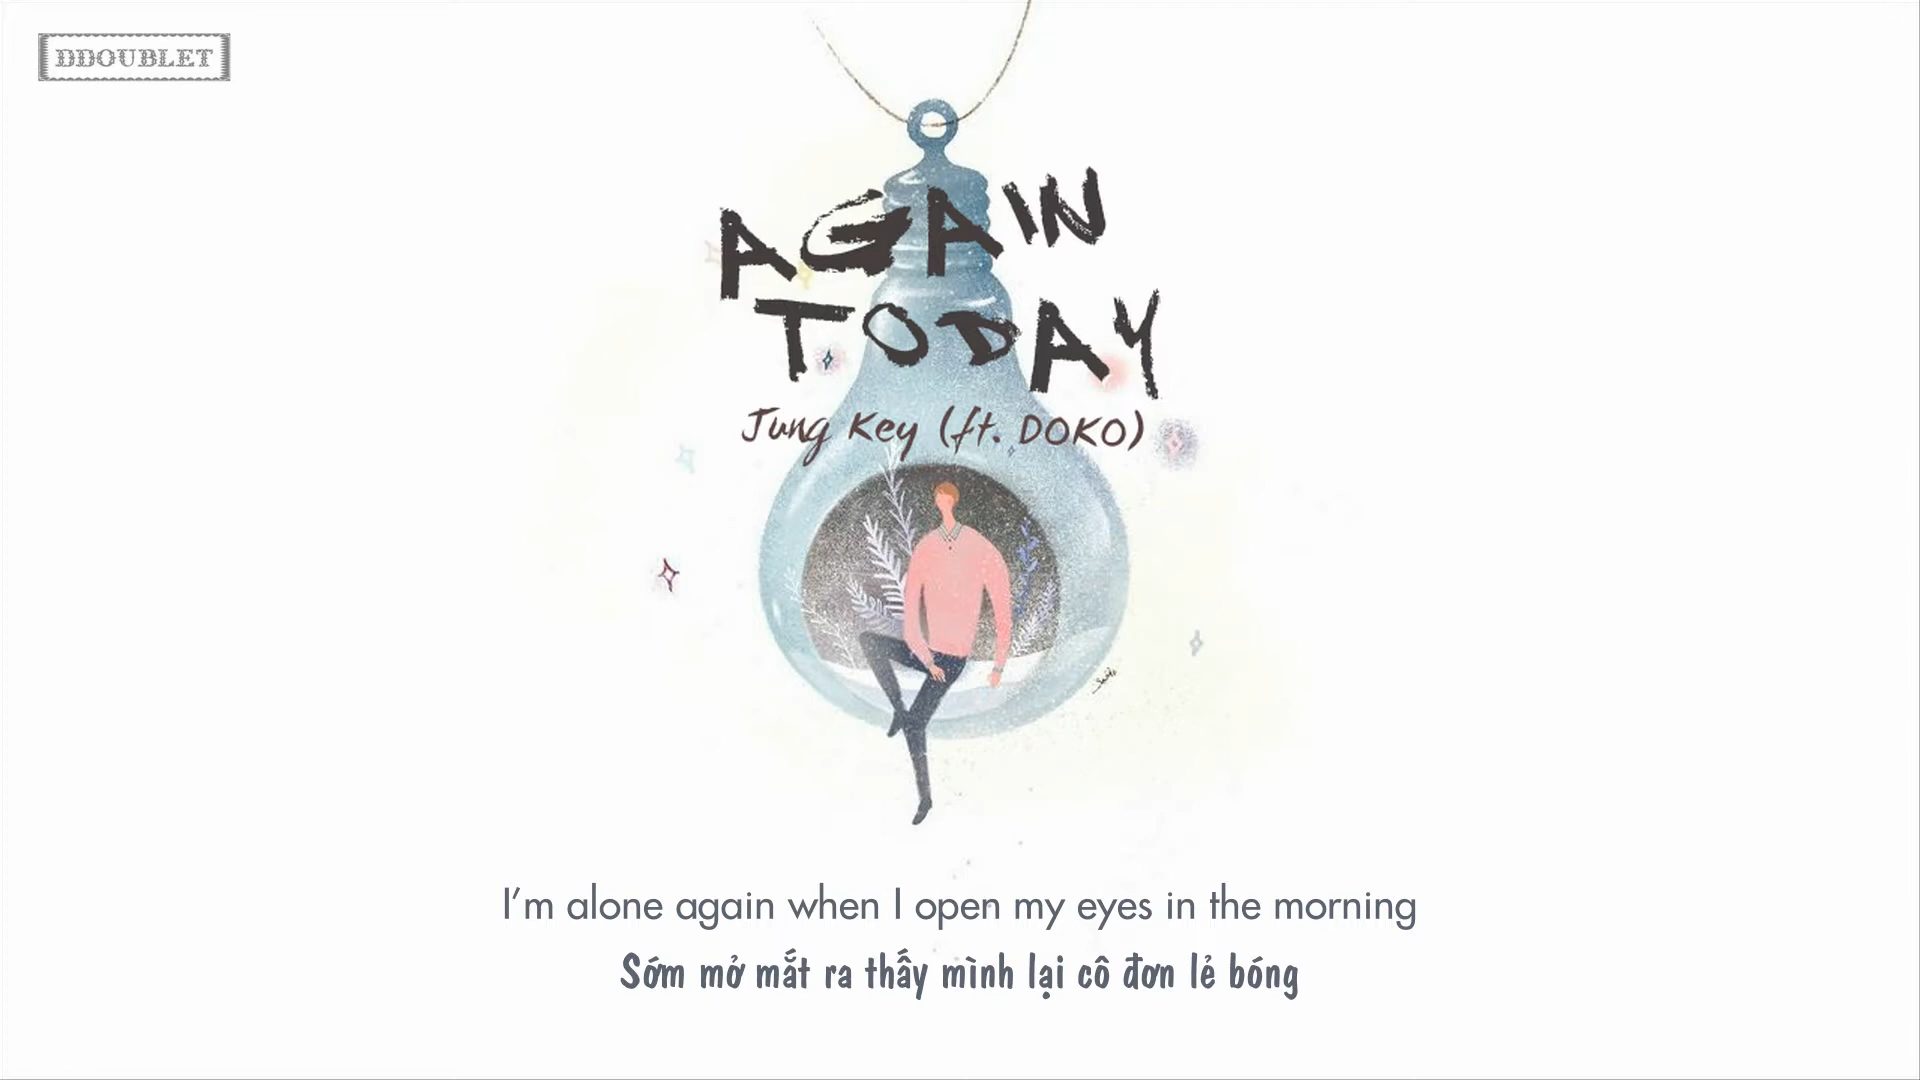 DDOUBLET
AGAIN
TODAY
Jung Key (ft. DOKO)
I'm alone again when I open my eyes in the morning
Sớm mở mắt ra thấy mình lại cô đơn lẻ bóng